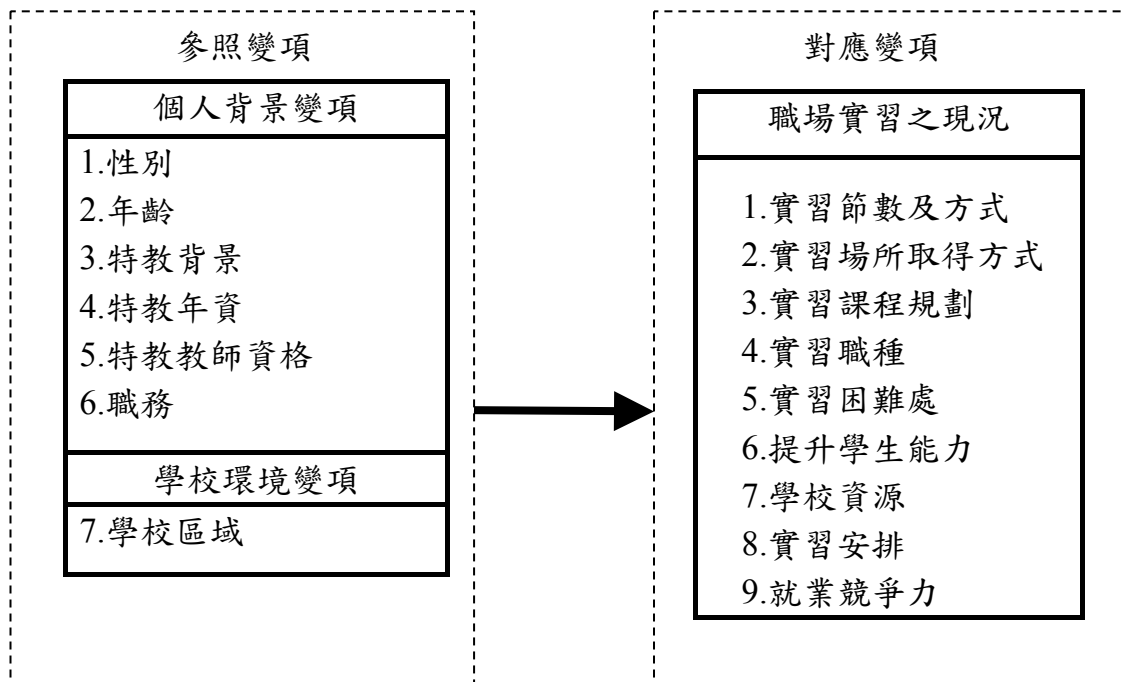 參照變項
個人背景變項
1.性別
2.年齡
3.特教背景
4.特教年資
5.特教教師資格
6.職務
學校環境變項
7.學校區域
對應變項
職場實習之現況
1.實習節數及方式
2.實習場所取得方式
3.實習課程規劃
4.實習職種
5.實習困難處
6.提升學生能力
7.學校資源
8.實習安排
9.就業競爭力